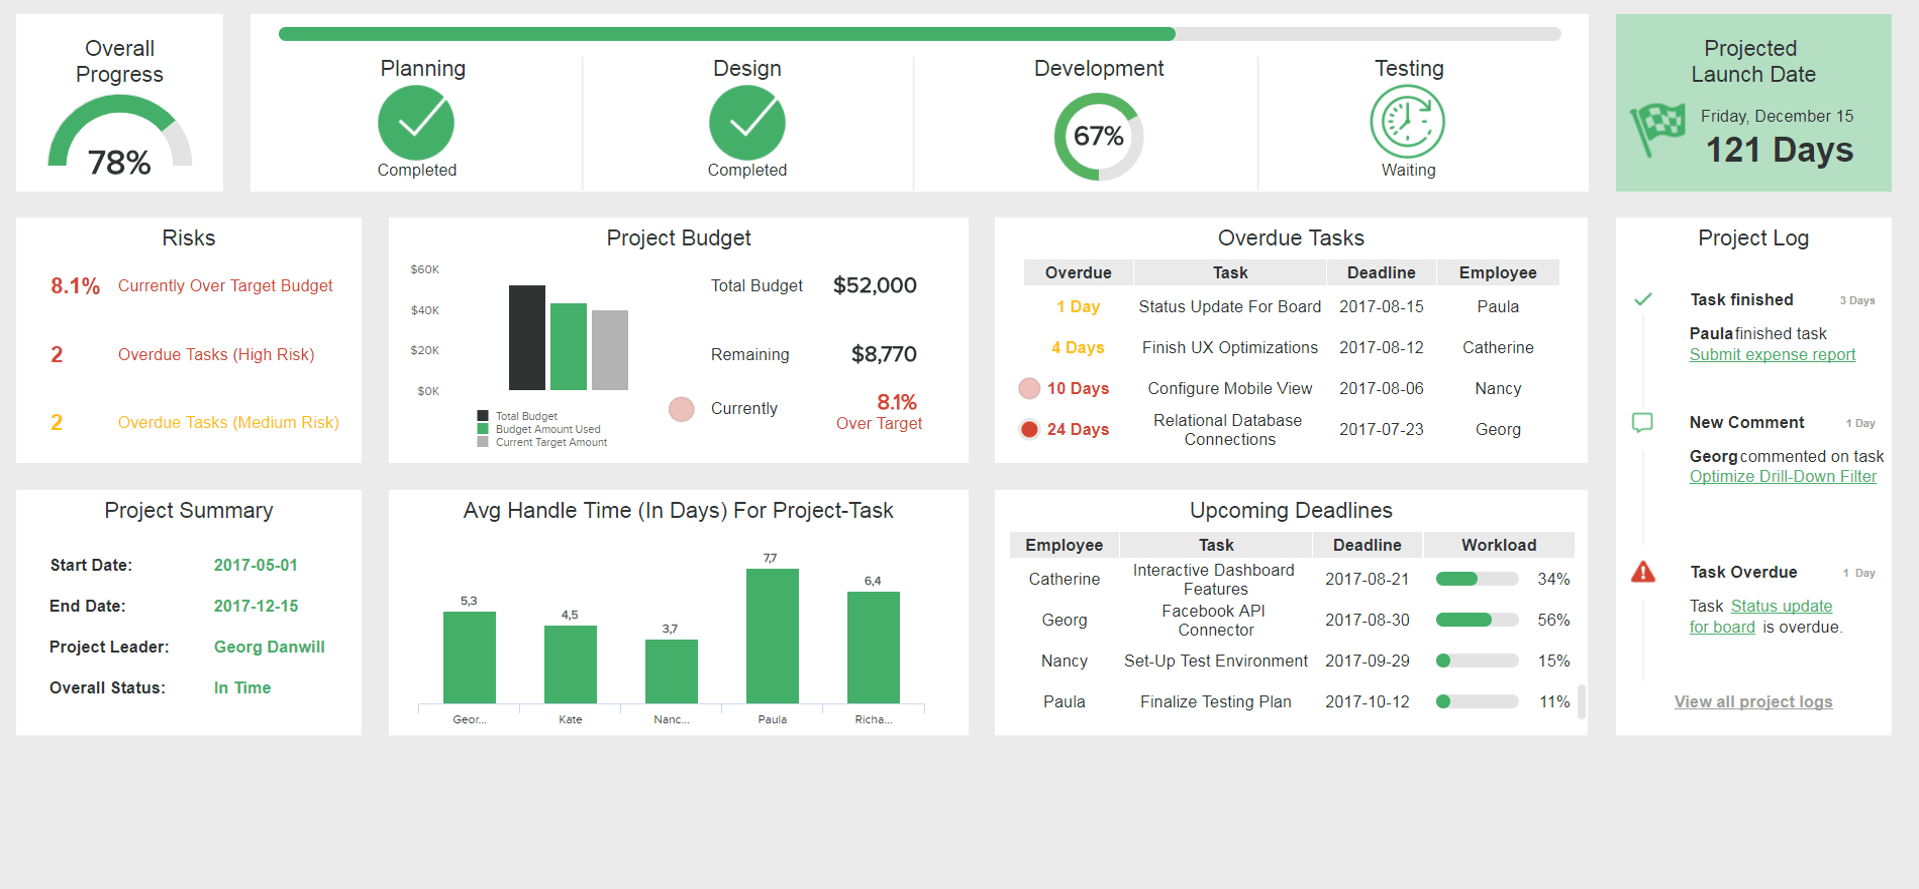 Overall
Progress
78%
Planning
Completed
Design
Completed
Development
67%
Testing
Waiting
Projected
Launch Date
Friday, December 15
121 Days
Risks
8.1% Currently Over Target Budget
2 Overdue Tasks (High Risk)
2 Overdue Tasks (Medium Risk)
Project Budget
$60K
$40K
$20K
$0K
Total Budget
Budget Amount Used
Current Target Amount
Total Budget $52,000
Remaining $8,770
Currently 8.1%
Over Target
Overdue Tasks
Overdue Task Deadline Employee
1 Day Status Update For Board 2017-08-15 Paula
4 Days Finish UX Optimizations 2017-08-12 Catherine
10 Days Configure Mobile View 2017-08-06 Nancy
24 Days Relational Database Connections 2017-07-23 Georg
Project Log
Task finished 3 Days
Paula finished task
Submit expense report
New Comment 1 Day
Georg commented on task
Optimize Drill-Down Filter
Task Overdue 1 Day
Task Status update
for board is overdue.
View all project logs
Project Summary
Start Date: 2017-05-01
End Date: 2017-12-15
Project Leader: Georg Danwill
Overall Status: In Time
Avg Handle Time (In Days) For Project-Task
5,3
4,5
3,7
7,7
6,4
Geor...
Kate
Nanc...
Paula
Richa...
Upcoming Deadlines
Employee Task Deadline Workload
Catherine Interactive Dashboard Features 2017-08-21 34%
Georg Facebook API Connector 2017-08-30 56%
Nancy Set-Up Test Environment 2017-09-29 15%
Paula Finalize Testing Plan 2017-10-12 11%